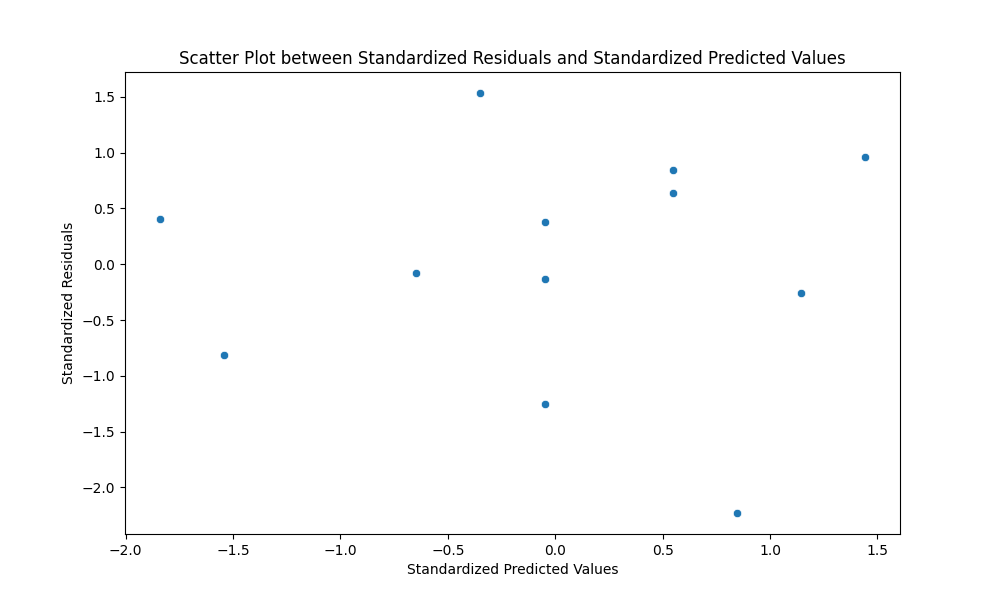 Scatter Plot between Standardized Residuals and Standardized Predicted Values
Standardized Residuals
1.5
1.0
0.5
0.0
−0.5
−1.0
−1.5
−2.0
−2.0 −1.5 −1.0 −0.5 0.0 0.5 1.0 1.5
Standardized Predicted Values